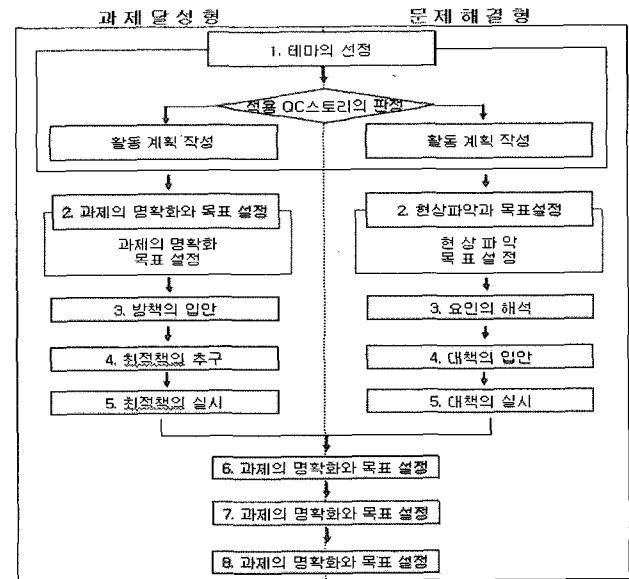 과제달성형 문제해결형
1. 테마의 선정
적용 QC스토리의 판정
활동 계획 작성 활동 계획 작성
2. 과제의 명확화와 목표 설정 2. 현상파악과 목표설정
과제의 명확화 현상파악
목표 설정 목표설정
3. 방책의 입안 3. 요인의 해석
4. 최적책의 추구 4. 대책의 입안
5. 최적책의 실시 5. 대책의 실시
6. 과제의 명확화와 목표 설정
7. 과제의 명확화와 목표 설정
8. 과제의 명확화와 목표 설정